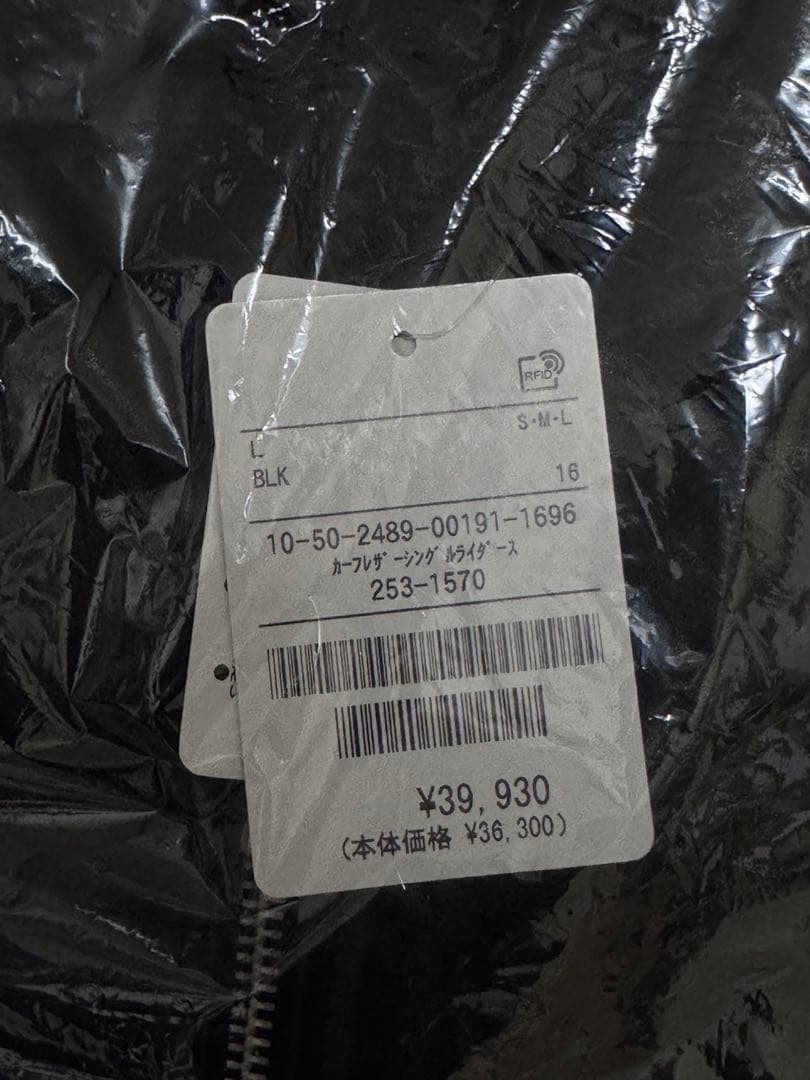 RFID
S·M·L
L
BLK 16
10-50-2489-00191-1696
ｶｰﾌﾚｻﾞｰｼﾝｸﾞﾙﾗｲﾀﾞｰｽ
253-1570
¥39,930
(本体価格 ¥36,300)